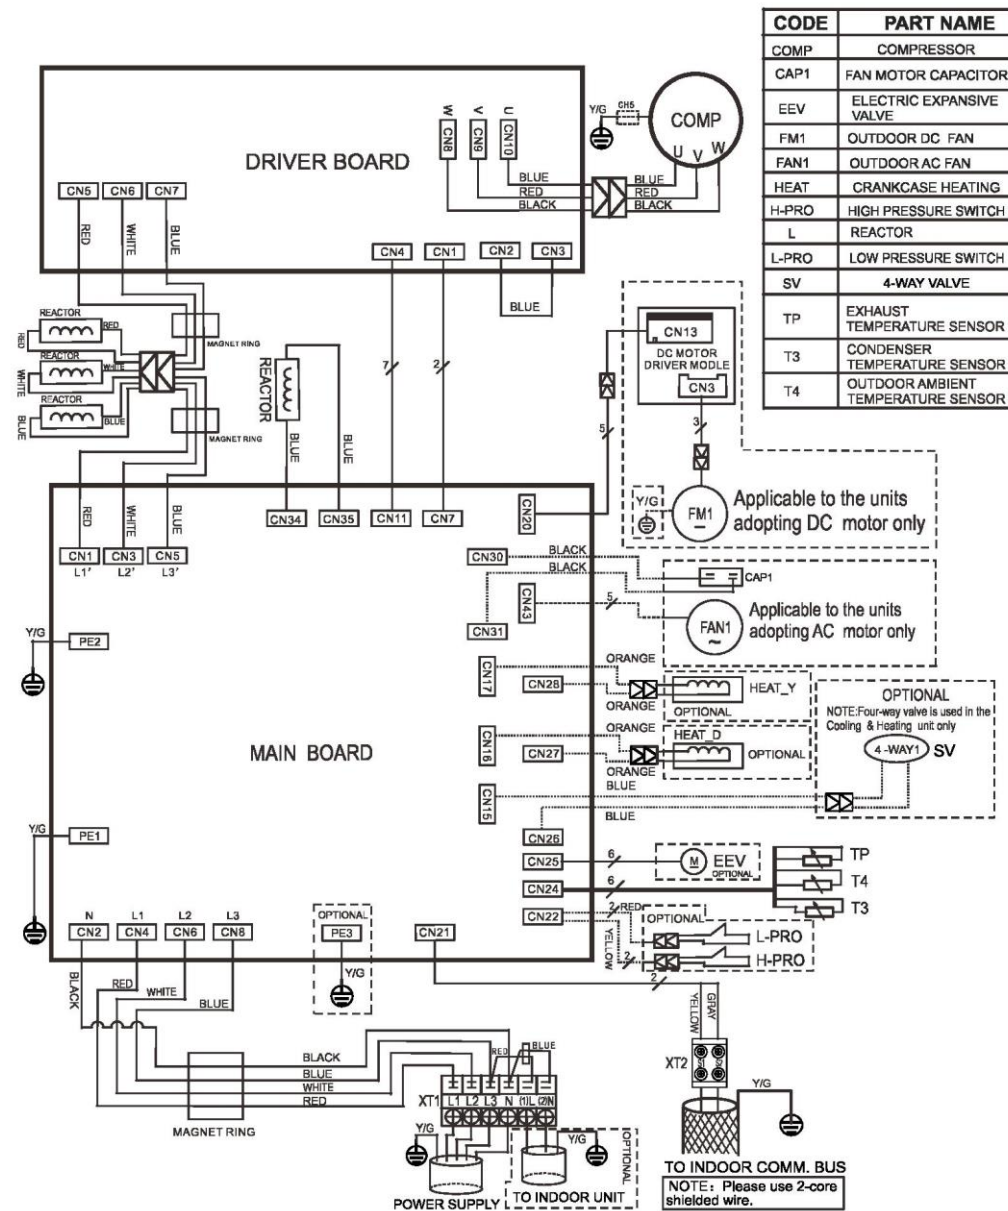 CODE PART NAME
COMP COMPRESSOR
CAP1 FAN MOTOR CAPACITOR
EEV ELECTRIC EXPANSIVE
VALVE
FM1 OUTDOOR DC FAN
FAN1 OUTDOOR AC FAN
HEAT CRANKCASE HEATING
H-PRO HIGH PRESSURE SWITCH
L REACTOR
L-PRO LOW PRESSURE SWITCH
SV 4-WAY VALVE
TP EXHAUST
TEMPERATURE SENSOR
T3 CONDENSER
TEMPERATURE SENSOR
T4 OUTDOOR AMBIENT
TEMPERATURE SENSOR
DRIVER BOARD
W V U
CN8 CN9 CN10
Y/G CH5
COMP
U V W
BLUE BLUE
RED RED
BLACK BLACK
CN5 CN6 CN7
RED WHITE BLUE
CN4 CN1 CN2 CN3
BLUE
REACTOR
RED RED
MAGNET RING
REACTOR
WHITE WHITE
REACTOR
BLUE BLUE
MAGNET RING
REACTOR
BLUE BLUE
7 2
CN13
DC MOTOR
DRIVER MODLE
CN3
5 3
Y/G FM1
Applicable to the units
adopting DC motor only
RED WHITE BLUE
CN1 CN3 CN5
L1' L2' L3'
CN34 CN35 CN11 CN7
CN20
CN30 BLACK
BLACK
CAP1
CN43 5
CN31
FAN1
~
Applicable to the units
adopting AC motor only
Y/G PE2
MAIN BOARD
CN17 CN28
ORANGE
ORANGE
HEAT_Y
OPTIONAL
CN16 CN27
ORANGE
ORANGE
HEAT_D
OPTIONAL
OPTIONAL
NOTE:Four-way valve is used in the
Cooling & Heating unit only
4-WAY1 SV
CN15 BLUE
CN26 BLUE
Y/G PE1
CN25 6 M EEV
OPTIONAL
CN24 6
TP
T4
T3
CN22 2 RED
YELLOW 2
OPTIONAL
L-PRO
H-PRO
N L1 L2 L3
CN2 CN4 CN6 CN8
OPTIONAL
PE3
Y/G
CN21
2
BLACK RED WHITE BLUE
BLACK
BLUE
WHITE
RED
MAGNET RING
RED BLUE
XT1 L1 L2 L3 N (1)L (2)N
Y/G
POWER SUPPLY
Y/G
OPTIONAL
TO INDOOR UNIT
YELLOW GRAY
XT2
Y/G
TO INDOOR COMM. BUS
NOTE: Please use 2-core
shielded wire.